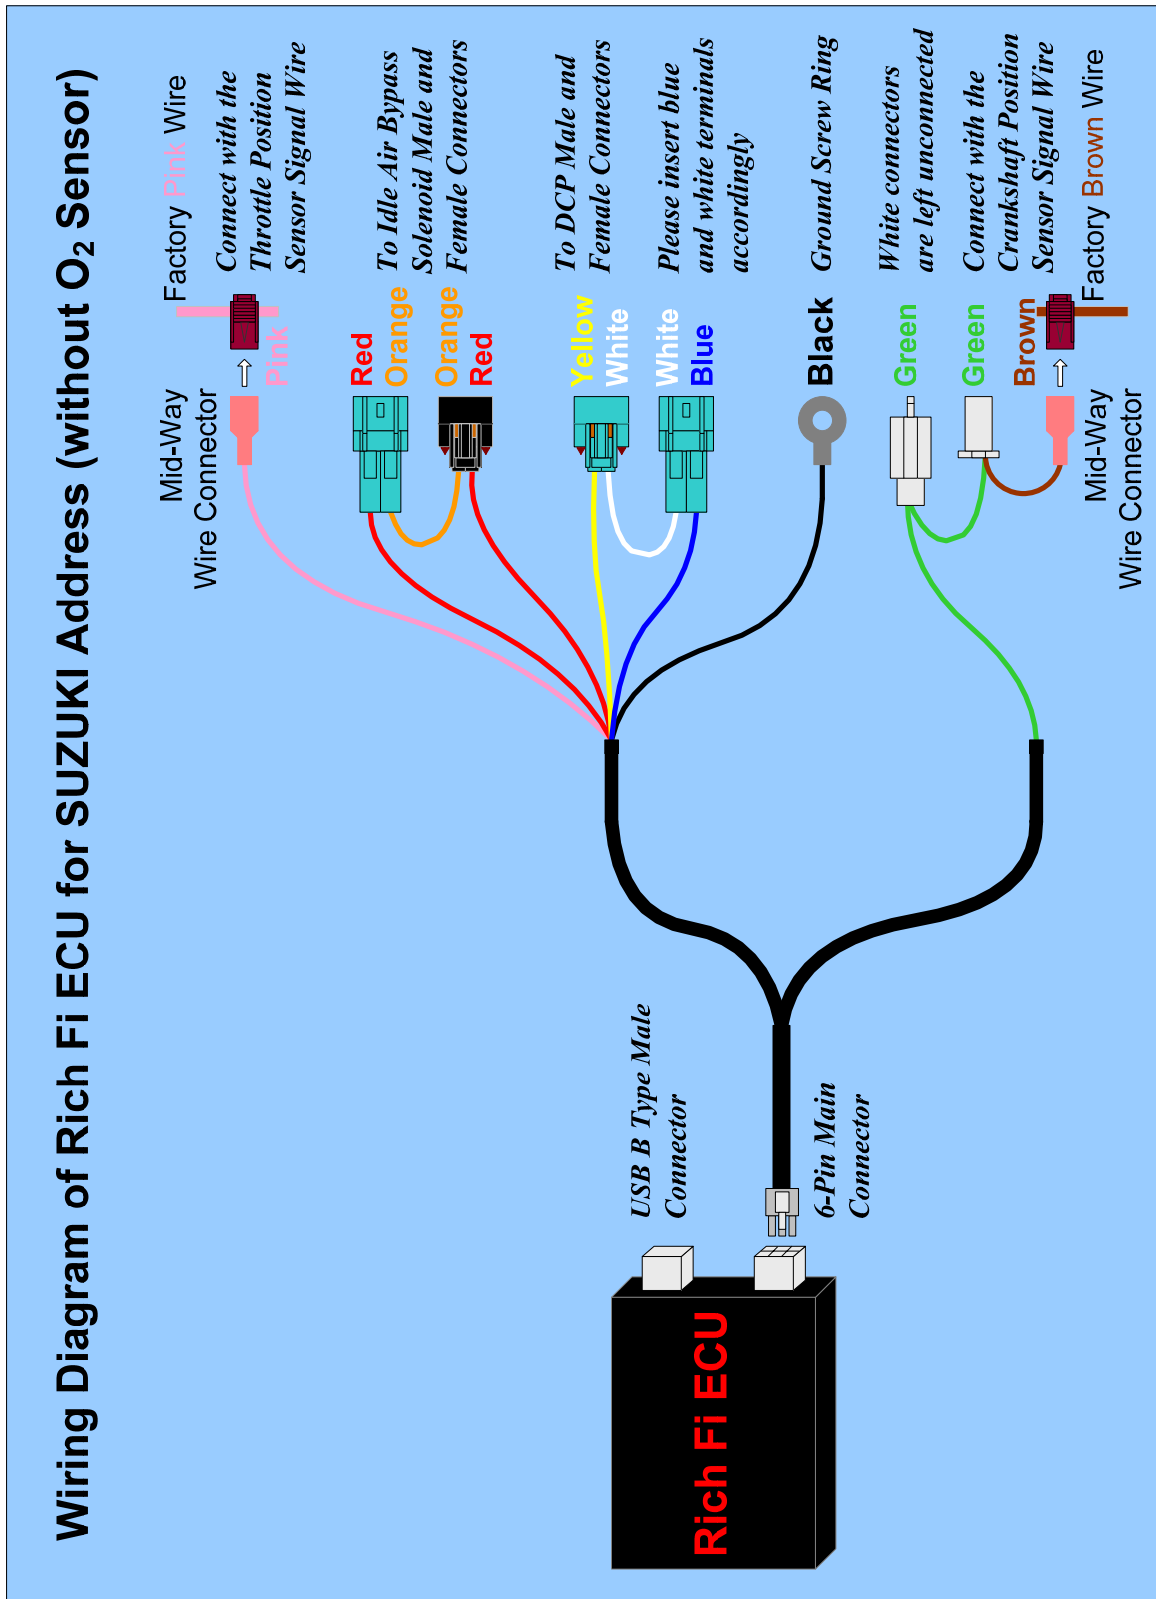 Wiring Diagram of Rich Fi ECU for SUZUKI Address (without O₂ Sensor)
Factory Pink Wire
Mid-Way
Wire Connector
Pink
Connect with the
Throttle Position
Sensor Signal Wire
Red
Orange
Orange
Red
To Idle Air Bypass
Solenoid Male and
Female Connectors
Yellow
White
To DCP Male and
Female Connectors
White
Blue
Please insert blue
and white terminals
accordingly
Black
Ground Screw Ring
Green
Green
White connectors
are left unconnected
Brown
Connect with the
Crankshaft Position
Sensor Signal Wire
Mid-Way
Wire Connector
Factory Brown Wire
USB B Type Male
Connector
6-Pin Main
Connector
Rich Fi ECU